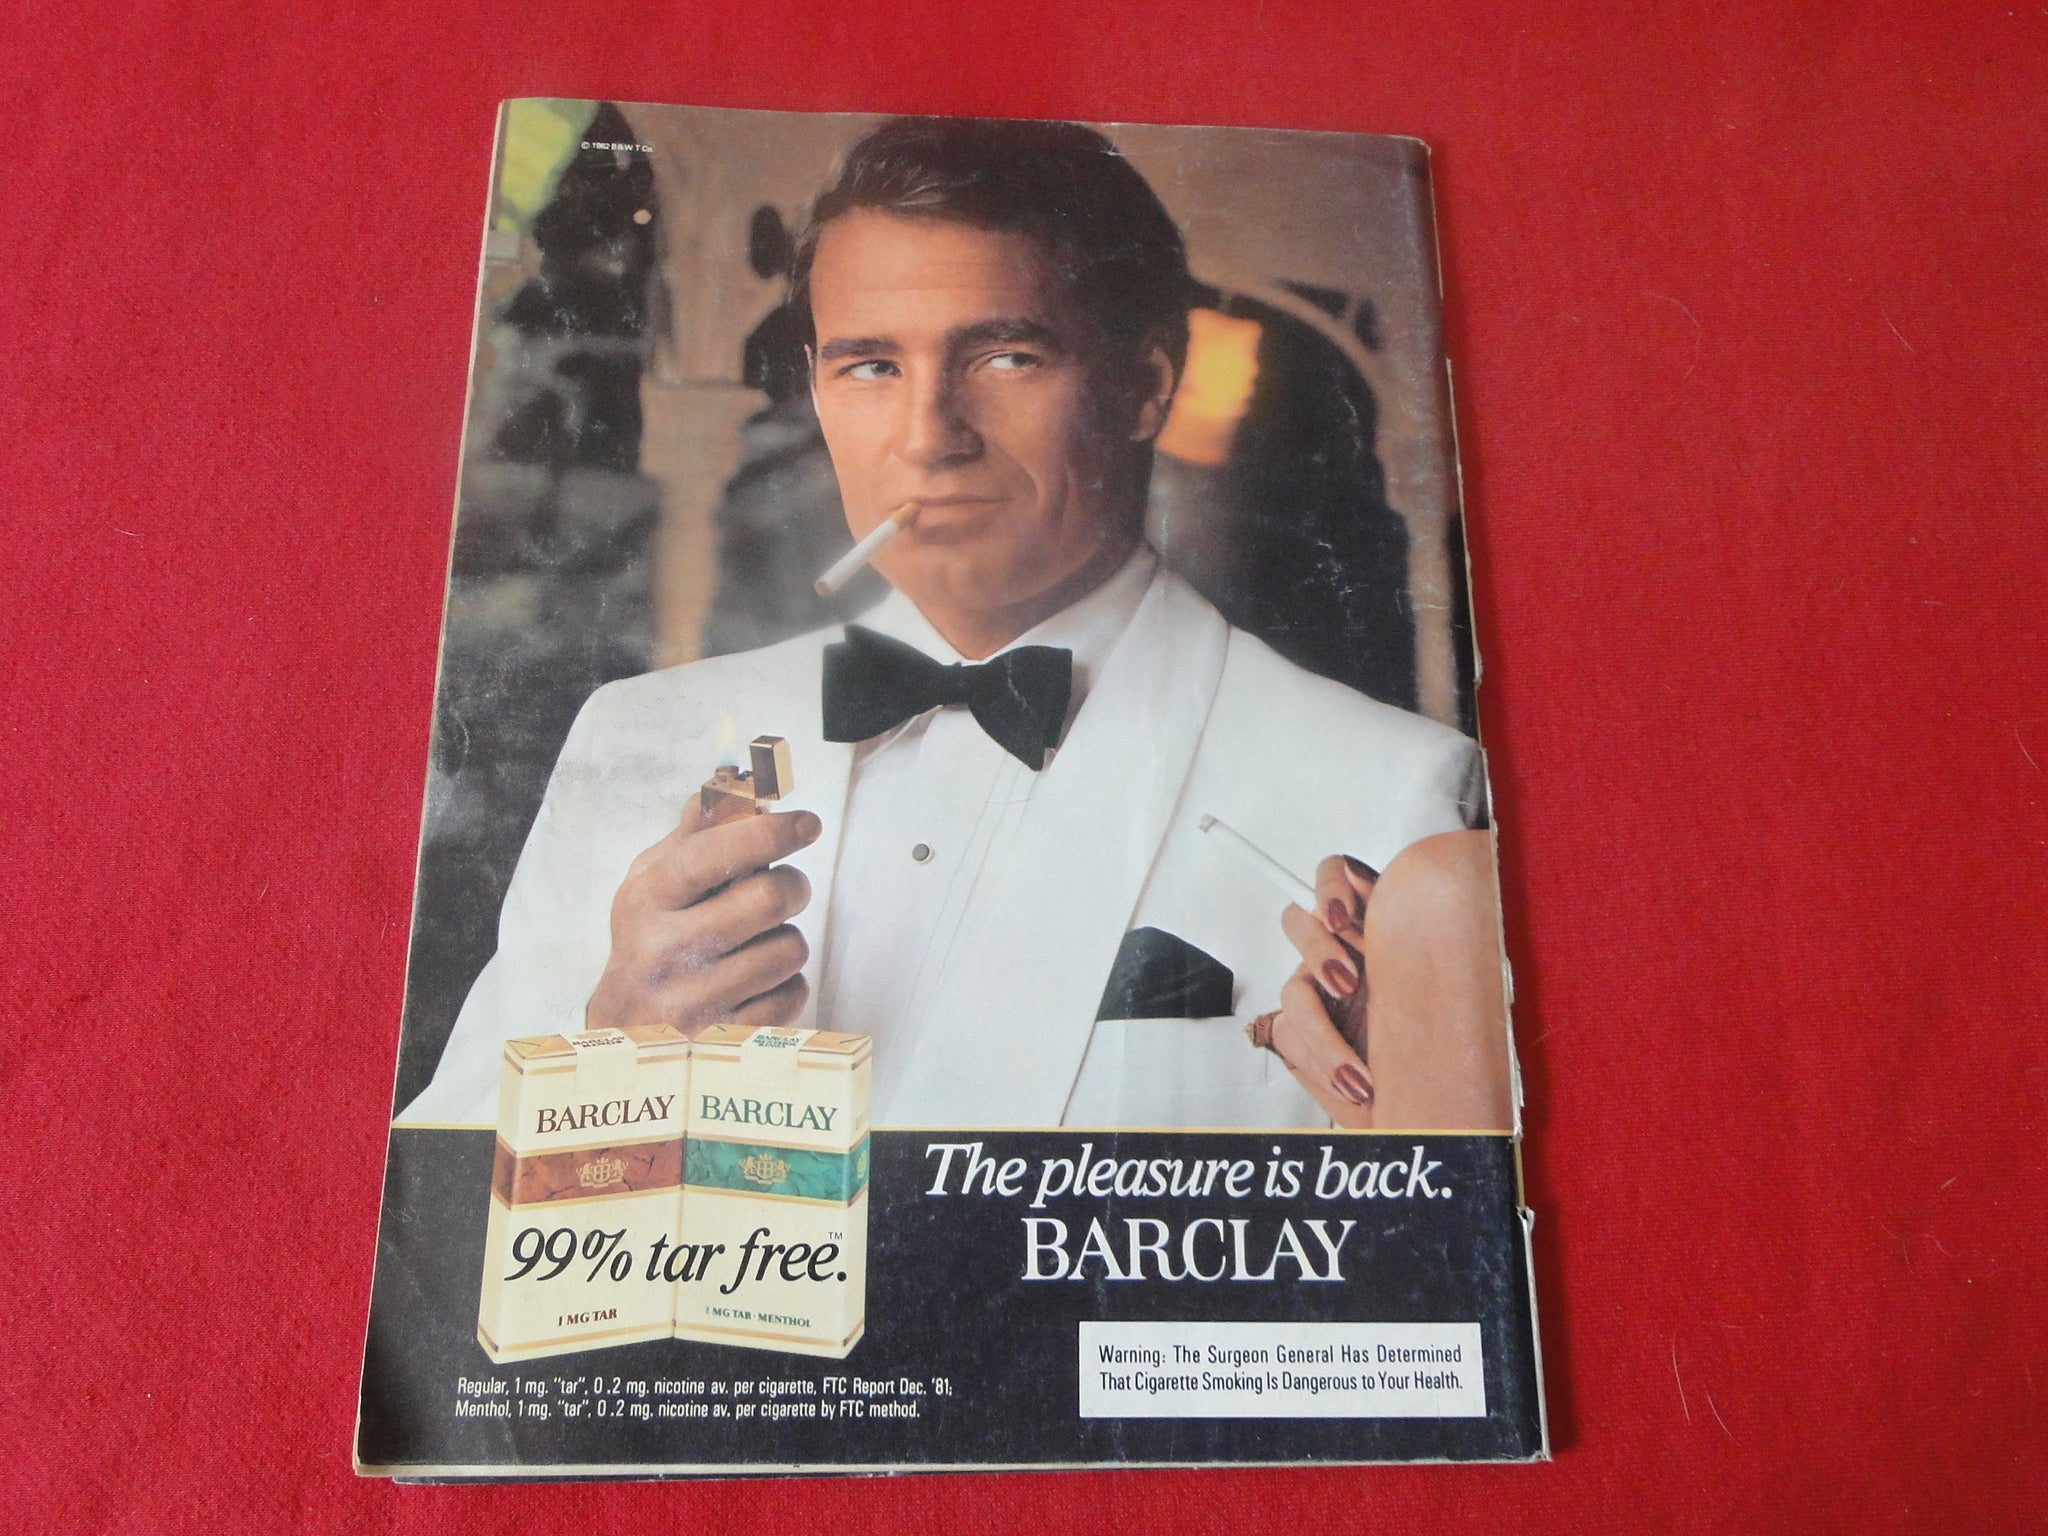 © 1982 B&W T Co.
BARCLAY
BARCLAY
BARCLAY
BARCLAY
99% tar free.™
1 MG TAR
1 MG TAR-MENTHOL
The pleasure is back.
BARCLAY
Warning: The Surgeon General Has Determined
That Cigarette Smoking Is Dangerous to Your Health.
Regular, 1 mg. "tar", 0.2 mg. nicotine av. per cigarette, FTC Report Dec. '81;
Menthol, 1 mg. "tar", 0.2 mg. nicotine av. per cigarette by FTC method.